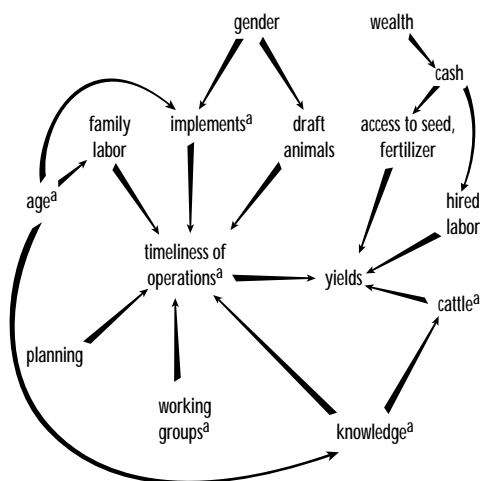 gender
wealth
cash
family
labor
implementsᵃ
draft
animals
access to seed,
fertilizer
ageᵃ
hired
labor
timeliness of
operationsᵃ
yields
cattleᵃ
planning
working
groupsᵃ
knowledgeᵃ